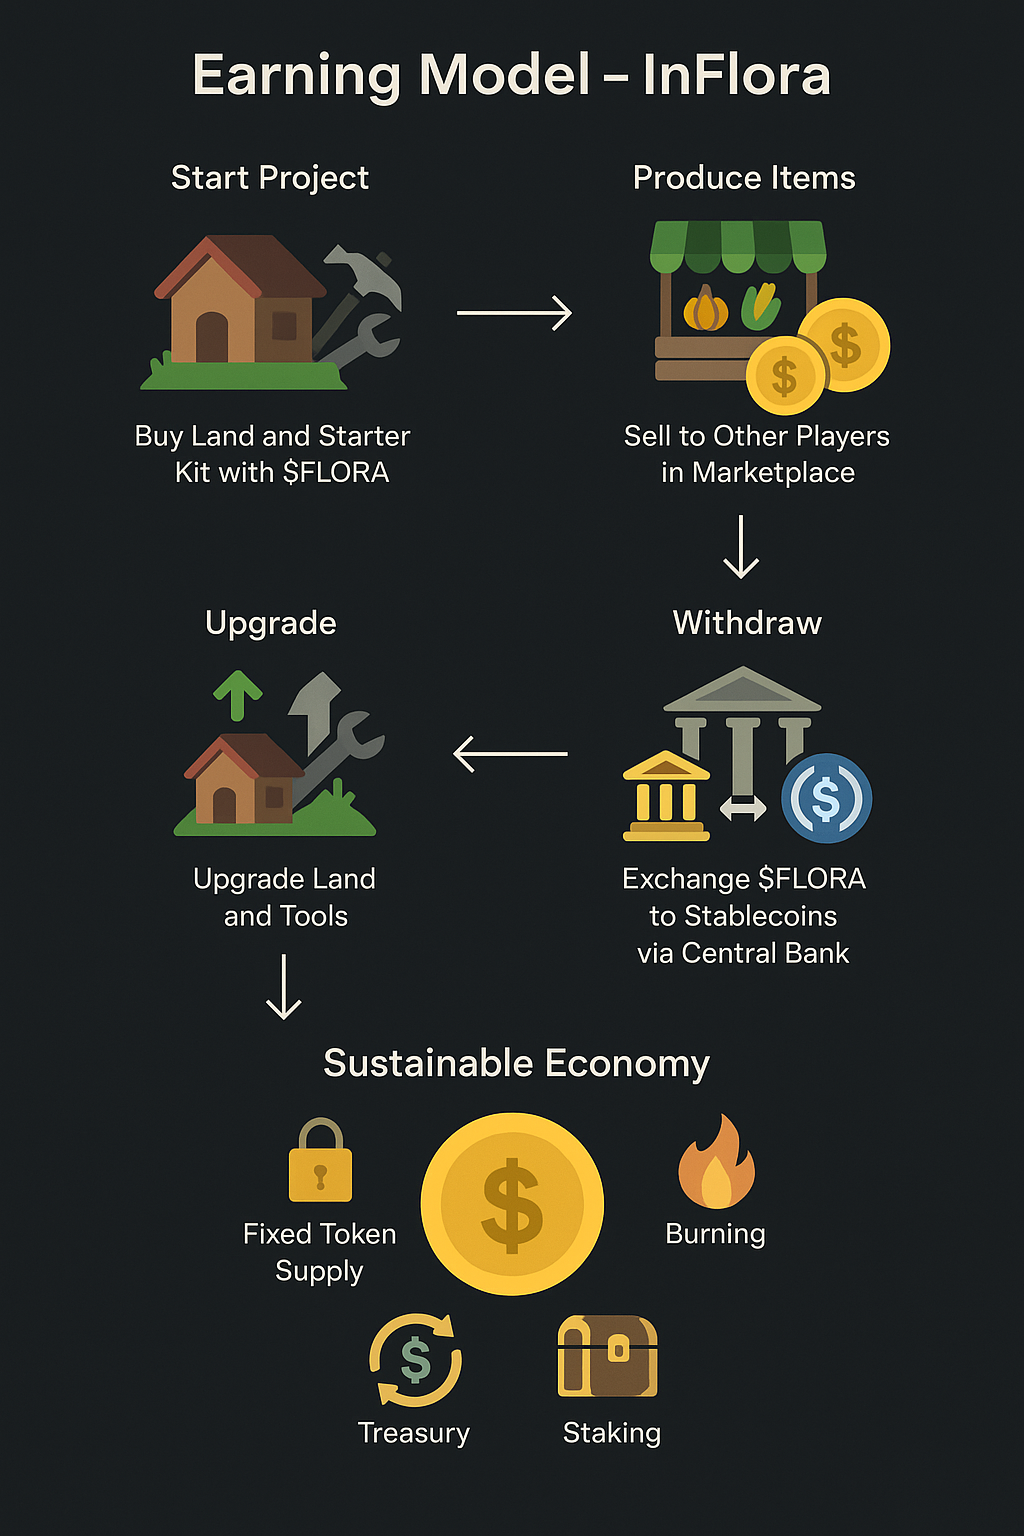 Earning Model – InFlora
Start Project
Buy Land and Starter
Kit with $FLORA
Produce Items
$
$
Sell to Other Players
in Marketplace
Withdraw
$
Exchange $FLORA
to Stablecoins
via Central Bank
Upgrade
Upgrade Land
and Tools
Sustainable Economy
Fixed Token
Supply
$
Burning
$
Treasury
Staking